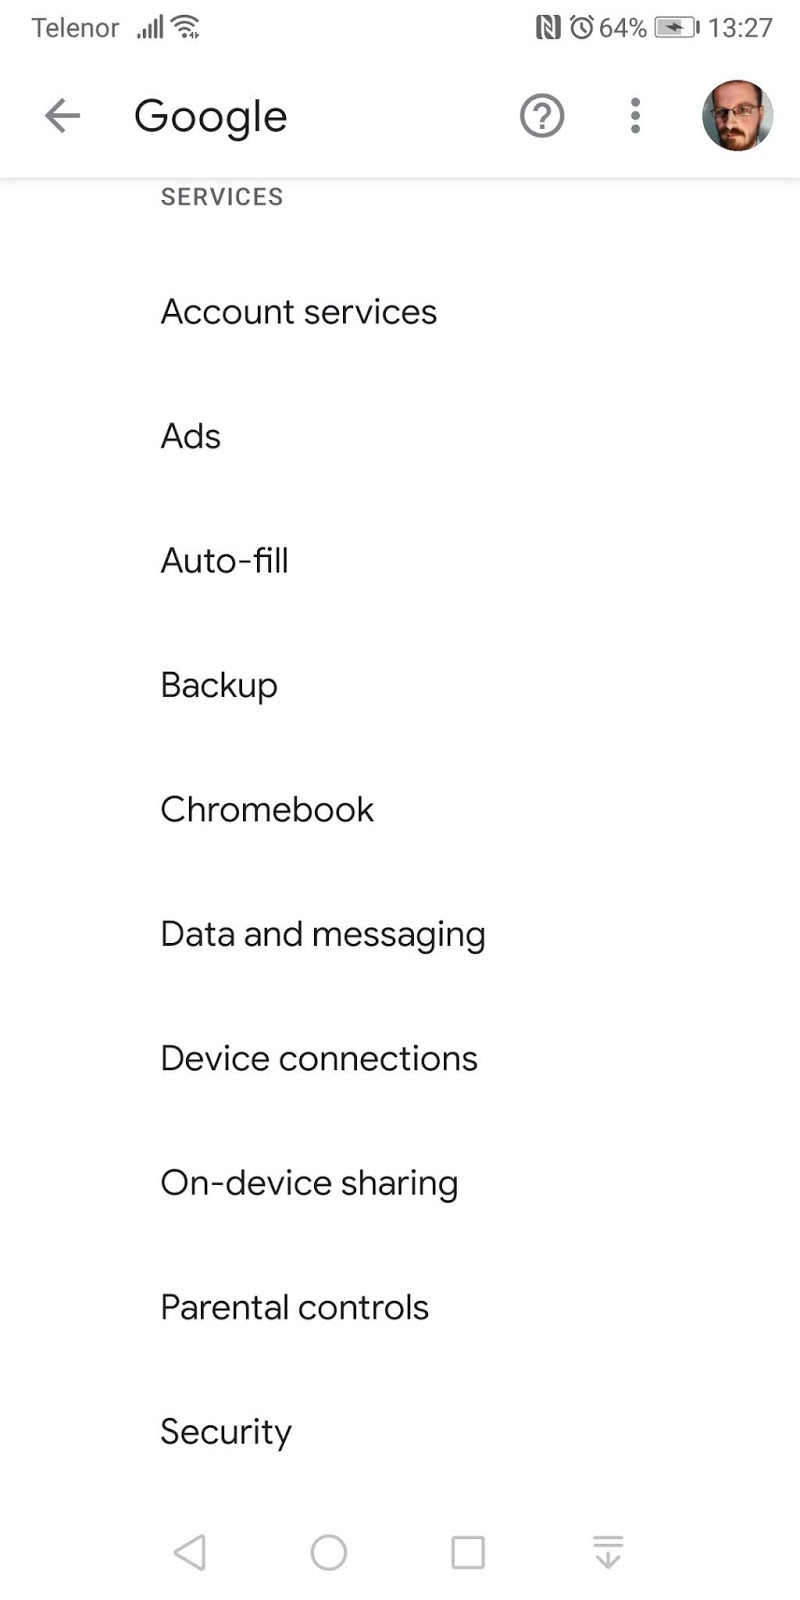 Telenor 64% 13:27
Google
SERVICES
Account services
Ads
Auto-fill
Backup
Chromebook
Data and messaging
Device connections
On-device sharing
Parental controls
Security